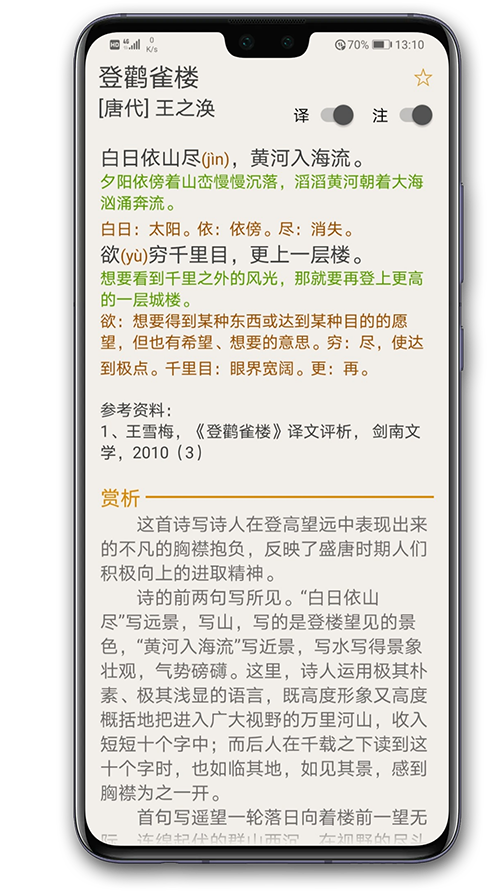 HD 4G 0 K/s 70% 13:10
登鹳雀楼 ☆
[唐代] 王之涣
译 注
白日依山尽(jìn)，黄河入海流。
夕阳依傍着山峦慢慢沉落，滔滔黄河朝着大海
汹涌奔流。
白日：太阳。依：依傍。尽：消失。
欲(yù)穷千里目，更上一层楼。
想要看到千里之外的风光，那就要再登上更高
的一层城楼。
欲：想要得到某种东西或达到某种目的的愿
望，但也有希望、想要的意思。穷：尽，使达
到极点。千里目：眼界宽阔。更：再。
参考资料：
1、王雪梅，《登鹳雀楼》译文评析， 剑南文
学，2010（3）
赏析
这首诗写诗人在登高望远中表现出来
的不凡的胸襟抱负，反映了盛唐时期人们
积极向上的进取精神。
诗的前两句写所见。“白日依山
尽”写远景，写山，写的是登楼望见的景
色，“黄河入海流”写近景，写水写得景象
壮观，气势磅礴。这里，诗人运用极其朴
素、极其浅显的语言，既高度形象又高度
概括地把进入广大视野的万里河山，收入
短短十个字中；而后人在千载之下读到这
十个字时，也如临其地，如见其景，感到
胸襟为之一开。
首句写遥望一轮落日向着楼前一望无
际、连绵起伏的群山西沉，在视野的尽头